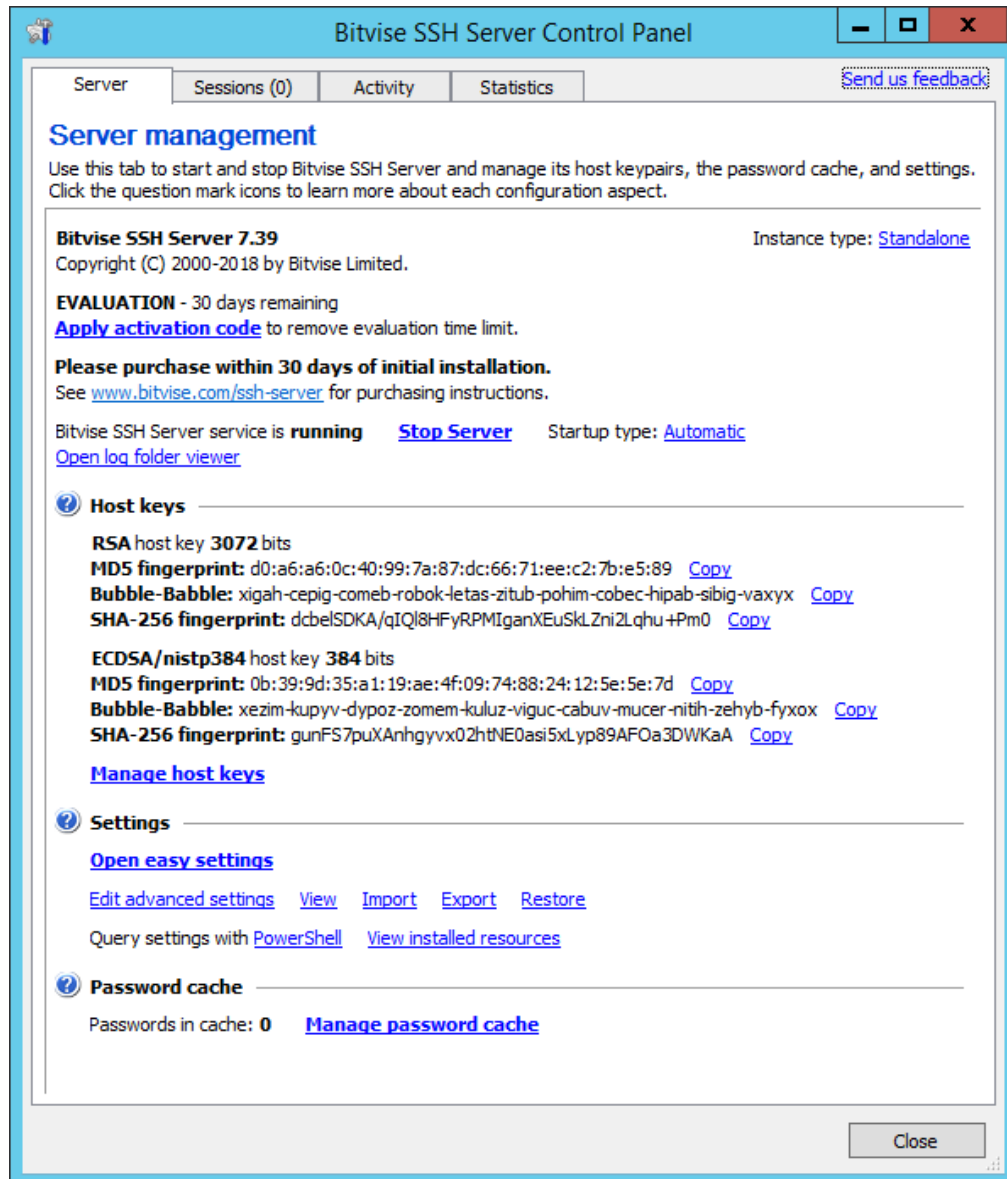 Bitvise SSH Server Control Panel
Server Sessions (0) Activity Statistics Send us feedback
Server management
Use this tab to start and stop Bitvise SSH Server and manage its host keypairs, the password cache, and settings.
Click the question mark icons to learn more about each configuration aspect.
Bitvise SSH Server 7.39 Instance type: Standalone
Copyright (C) 2000-2018 by Bitvise Limited.
EVALUATION - 30 days remaining
Apply activation code to remove evaluation time limit.
Please purchase within 30 days of initial installation.
See www.bitvise.com/ssh-server for purchasing instructions.
Bitvise SSH Server service is running Stop Server Startup type: Automatic
Open log folder viewer
Host keys
RSA host key 3072 bits
MD5 fingerprint: d0:a6:a6:0c:40:99:7a:87:dc:66:71:ee:c2:7b:e5:89 Copy
Bubble-Babble: xigah-cepig-comeb-robok-letas-zitub-pohim-cobec-hipab-sibig-vaxyx Copy
SHA-256 fingerprint: dcbelSDKA/qIQl8HFyRPMIganXEuSkLZni2Lqhu+Pm0 Copy
ECDSA/nistp384 host key 384 bits
MD5 fingerprint: 0b:39:9d:35:a1:19:ae:4f:09:74:88:24:12:5e:5e:7d Copy
Bubble-Babble: xezim-kupyv-dypoz-zomem-kuluz-viguc-cabuv-mucer-nitih-zehyb-fyxox Copy
SHA-256 fingerprint: gunFS7puXAnhgyvx02htNE0asi5xLyp89AFOa3DWKaA Copy
Manage host keys
Settings
Open easy settings
Edit advanced settings View Import Export Restore
Query settings with PowerShell View installed resources
Password cache
Passwords in cache: 0 Manage password cache
Close